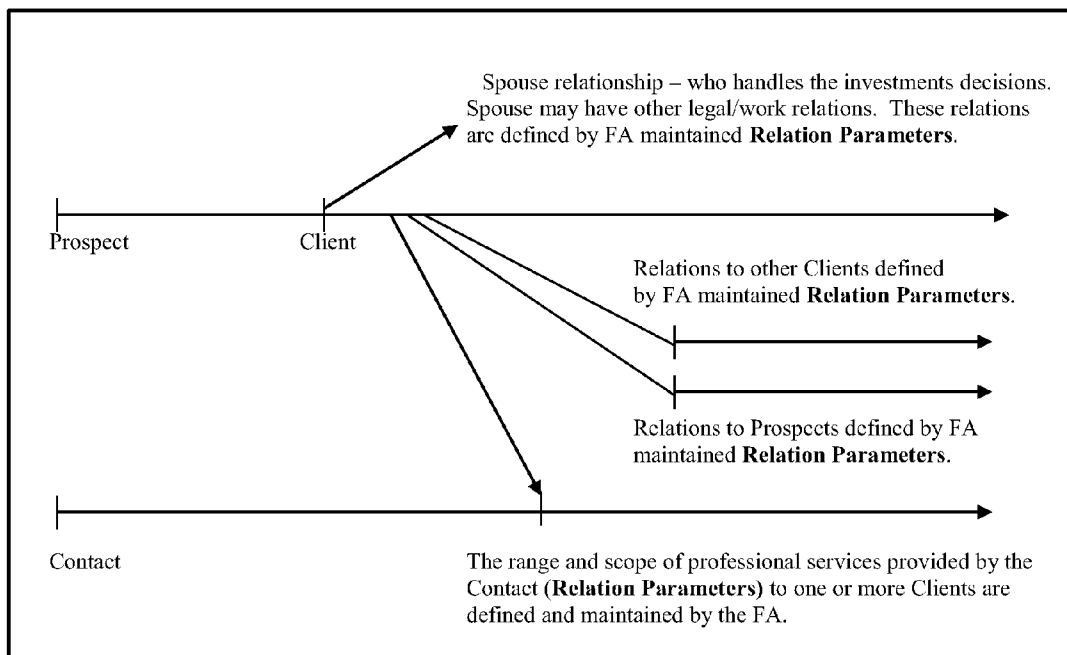 Spouse relationship – who handles the investments decisions.
Spouse may have other legal/work relations. These relations
are defined by FA maintained Relation Parameters.
Prospect
Client
Relations to other Clients defined
by FA maintained Relation Parameters.
Relations to Prospects defined by FA
maintained Relation Parameters.
Contact
The range and scope of professional services provided by the
Contact (Relation Parameters) to one or more Clients are
defined and maintained by the FA.